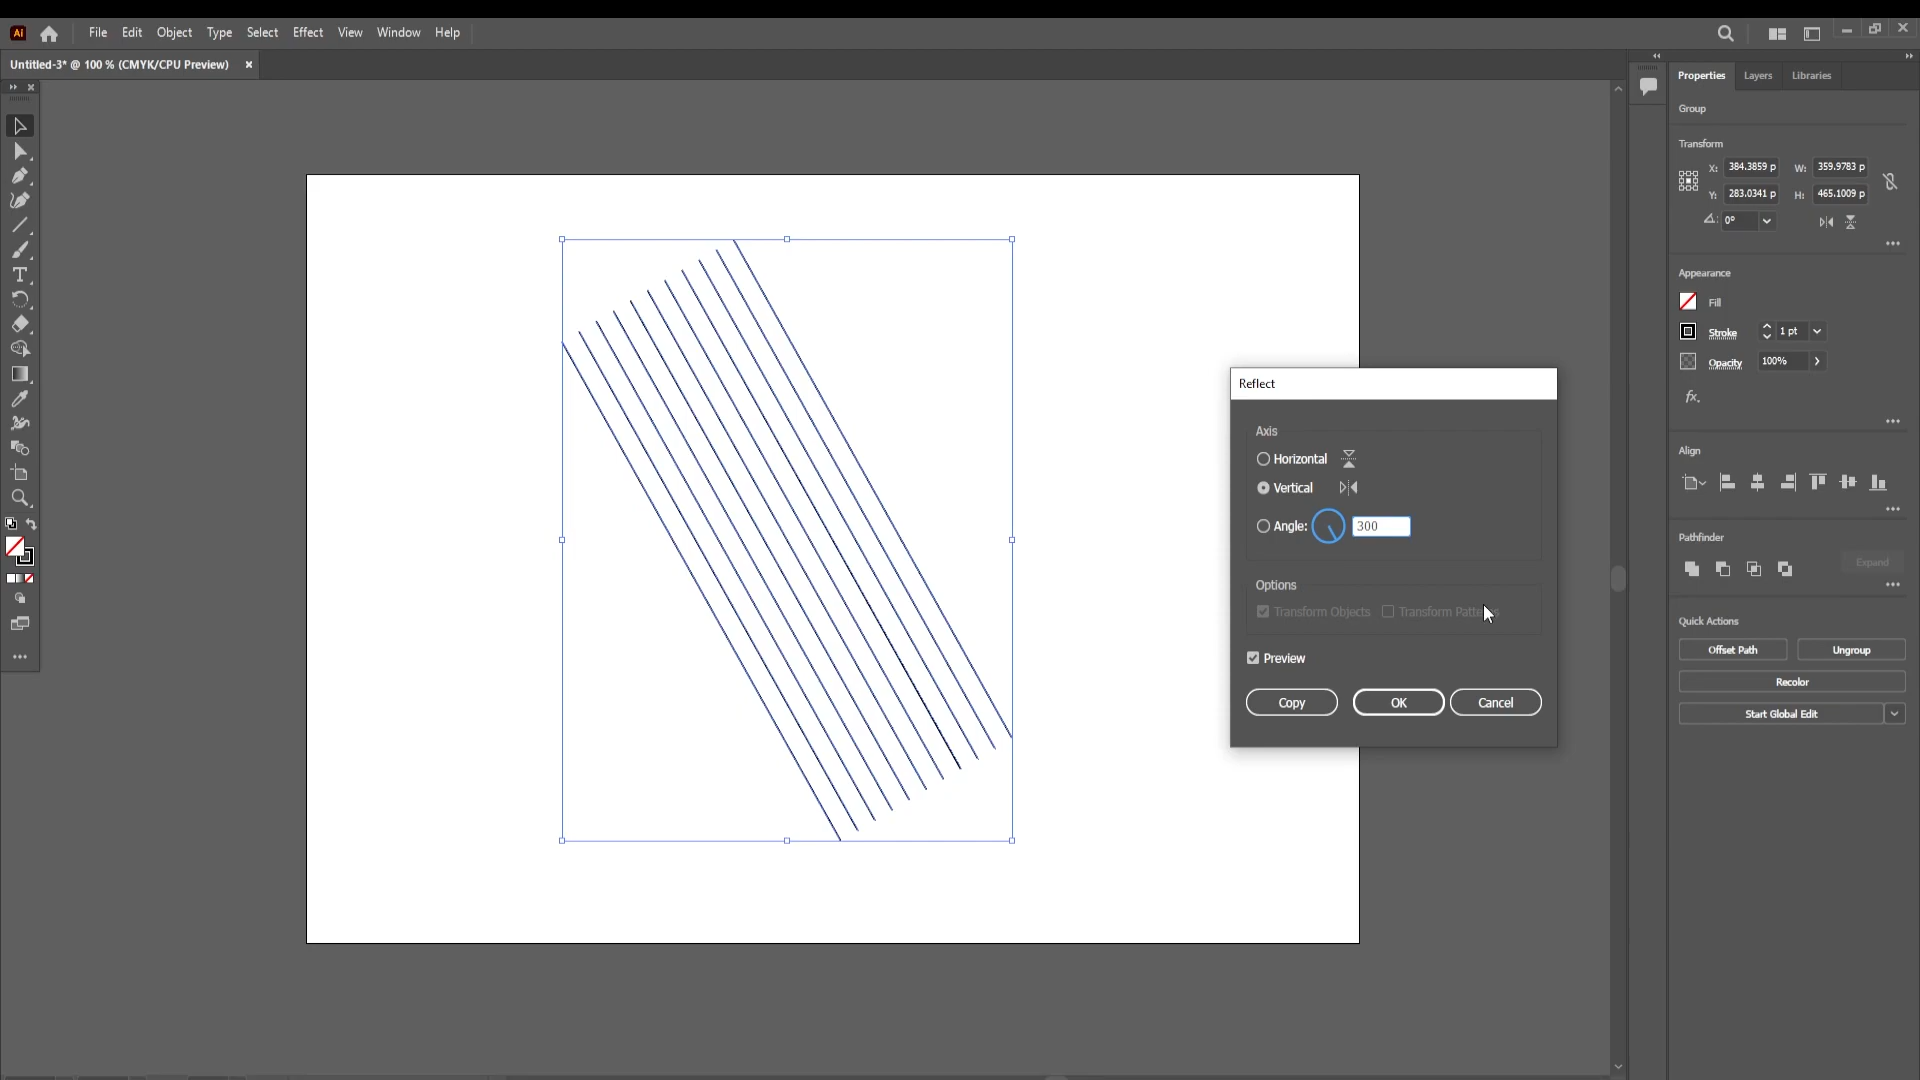 Ai
File Edit Object Type Select Effect View Window Help
Untitled-3* @ 100 % (CMYK/CPU Preview)
Properties Layers Libraries
Group
Transform
X: 384.3859 p W: 359.9783 p
Y: 283.0341 p H: 465.1009 p
0°
Appearance
Fill
Stroke 1 pt
Opacity 100%
fx.
Align
Pathfinder
Expand
Quick Actions
Offset Path Ungroup
Recolor
Start Global Edit
Reflect
Axis
Horizontal
Vertical
Angle: 300
Options
Transform Objects Transform
Preview
Copy OK Cancel